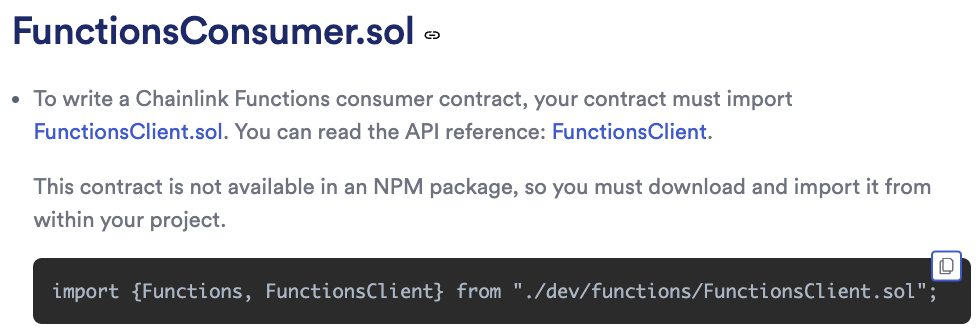 FunctionsConsumer.sol
• To write a Chainlink Functions consumer contract, your contract must import
FunctionsClient.sol. You can read the API reference: FunctionsClient.
This contract is not available in an NPM package, so you must download and import it from
within your project.
import {Functions, FunctionsClient} from "./dev/functions/FunctionsClient.sol";